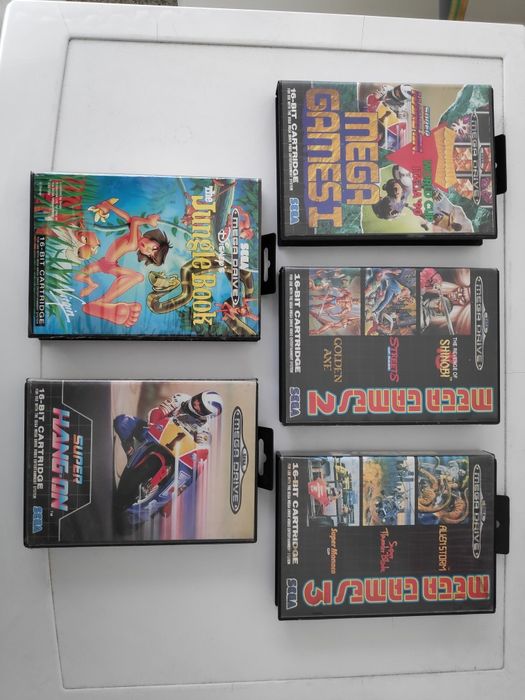 The
Disney's
Jungle Book
SEGA
MEGA DRIVE
16-BIT CARTRIDGE
Virgin
SUPER
HANG-ON
MEGA DRIVE
16-BIT CARTRIDGE
SEGA
MEGA
GAMES I
MEGA DRIVE
16-BIT CARTRIDGE
SEGA
MEGA GAMES 2
THE REVENGE OF
SHINOBI
STREETS
GOLDEN
AXE
MEGA DRIVE
16-BIT CARTRIDGE
SEGA
MEGA GAMES 3
ALIEN STORM
Super
Thunder Blade
Super Monaco
MEGA DRIVE
16-BIT CARTRIDGE
SEGA